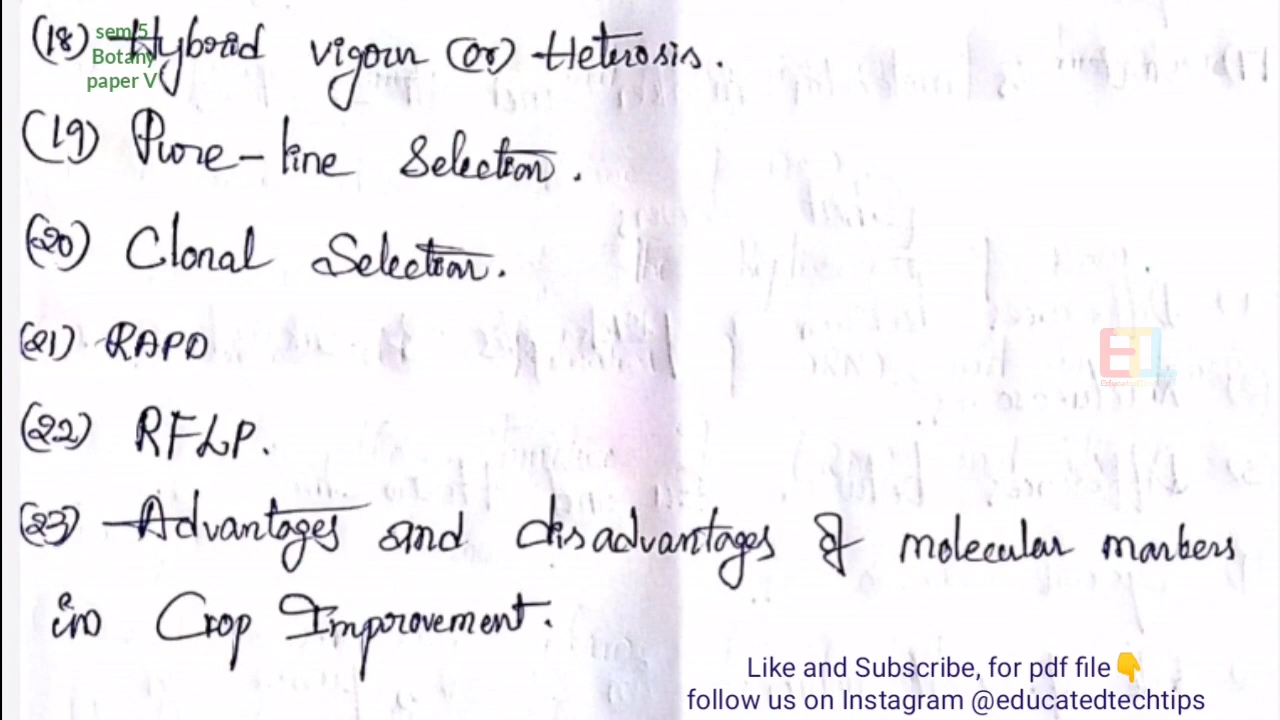 sem 5
Botany
paper V
(18) Hybrid vigour (or) Heterosis.
(19) Pure-line Selection.
(20) Clonal Selection.
(21) RAPD
(22) RFLP.
(23) Advantages and disadvantages of molecular markers
in Crop Improvement.
Like and Subscribe, for pdf file👇
follow us on Instagram @educatedtechtips